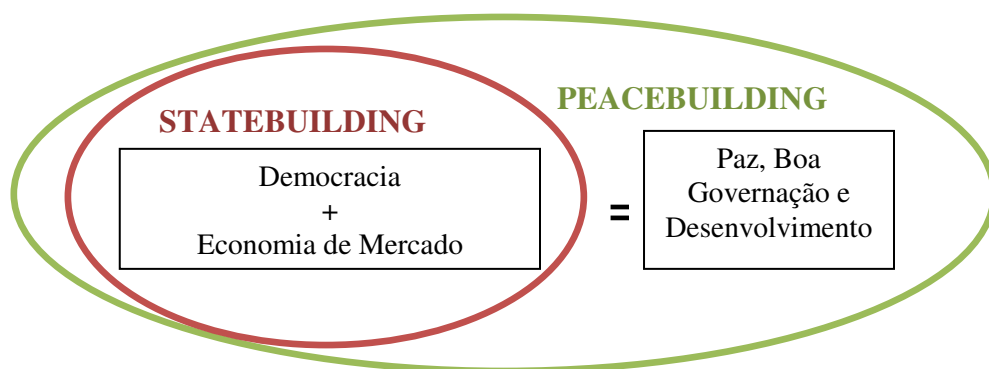 PEACEBUILDING
STATEBUILDING
Democracia
+
Economia de Mercado
=
Paz, Boa
Governação e
Desenvolvimento